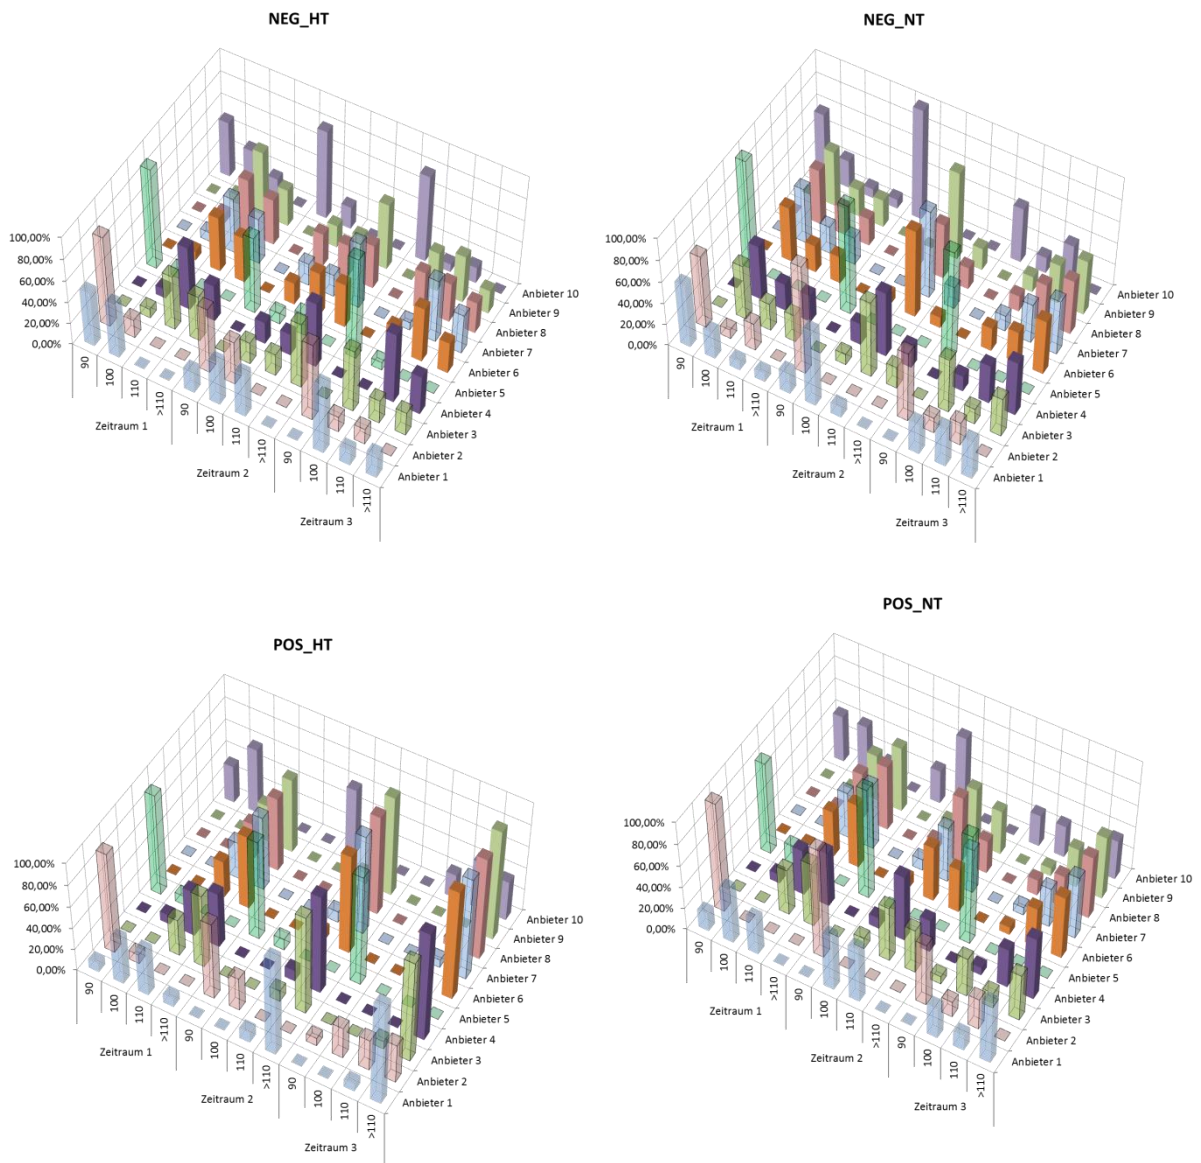 NEG_HT
100,00%
80,00%
60,00%
40,00%
20,00%
0,00%
90
100
110
>110
90
100
110
>110
90
100
110
>110
Zeitraum 1
Zeitraum 2
Zeitraum 3
Anbieter 10
Anbieter 9
Anbieter 8
Anbieter 7
Anbieter 6
Anbieter 5
Anbieter 4
Anbieter 3
Anbieter 2
Anbieter 1
NEG_NT
100,00%
80,00%
60,00%
40,00%
20,00%
0,00%
90
100
110
>110
90
100
110
>110
90
100
110
>110
Zeitraum 1
Zeitraum 2
Zeitraum 3
Anbieter 10
Anbieter 9
Anbieter 8
Anbieter 7
Anbieter 6
Anbieter 5
Anbieter 4
Anbieter 3
Anbieter 2
Anbieter 1
POS_HT
100,00%
80,00%
60,00%
40,00%
20,00%
0,00%
90
100
110
>110
90
100
110
>110
90
100
110
>110
Zeitraum 1
Zeitraum 2
Zeitraum 3
Anbieter 10
Anbieter 9
Anbieter 8
Anbieter 7
Anbieter 6
Anbieter 5
Anbieter 4
Anbieter 3
Anbieter 2
Anbieter 1
POS_NT
100,00%
80,00%
60,00%
40,00%
20,00%
0,00%
90
100
110
>110
90
100
110
>110
90
100
110
>110
Zeitraum 1
Zeitraum 2
Zeitraum 3
Anbieter 10
Anbieter 9
Anbieter 8
Anbieter 7
Anbieter 6
Anbieter 5
Anbieter 4
Anbieter 3
Anbieter 2
Anbieter 1